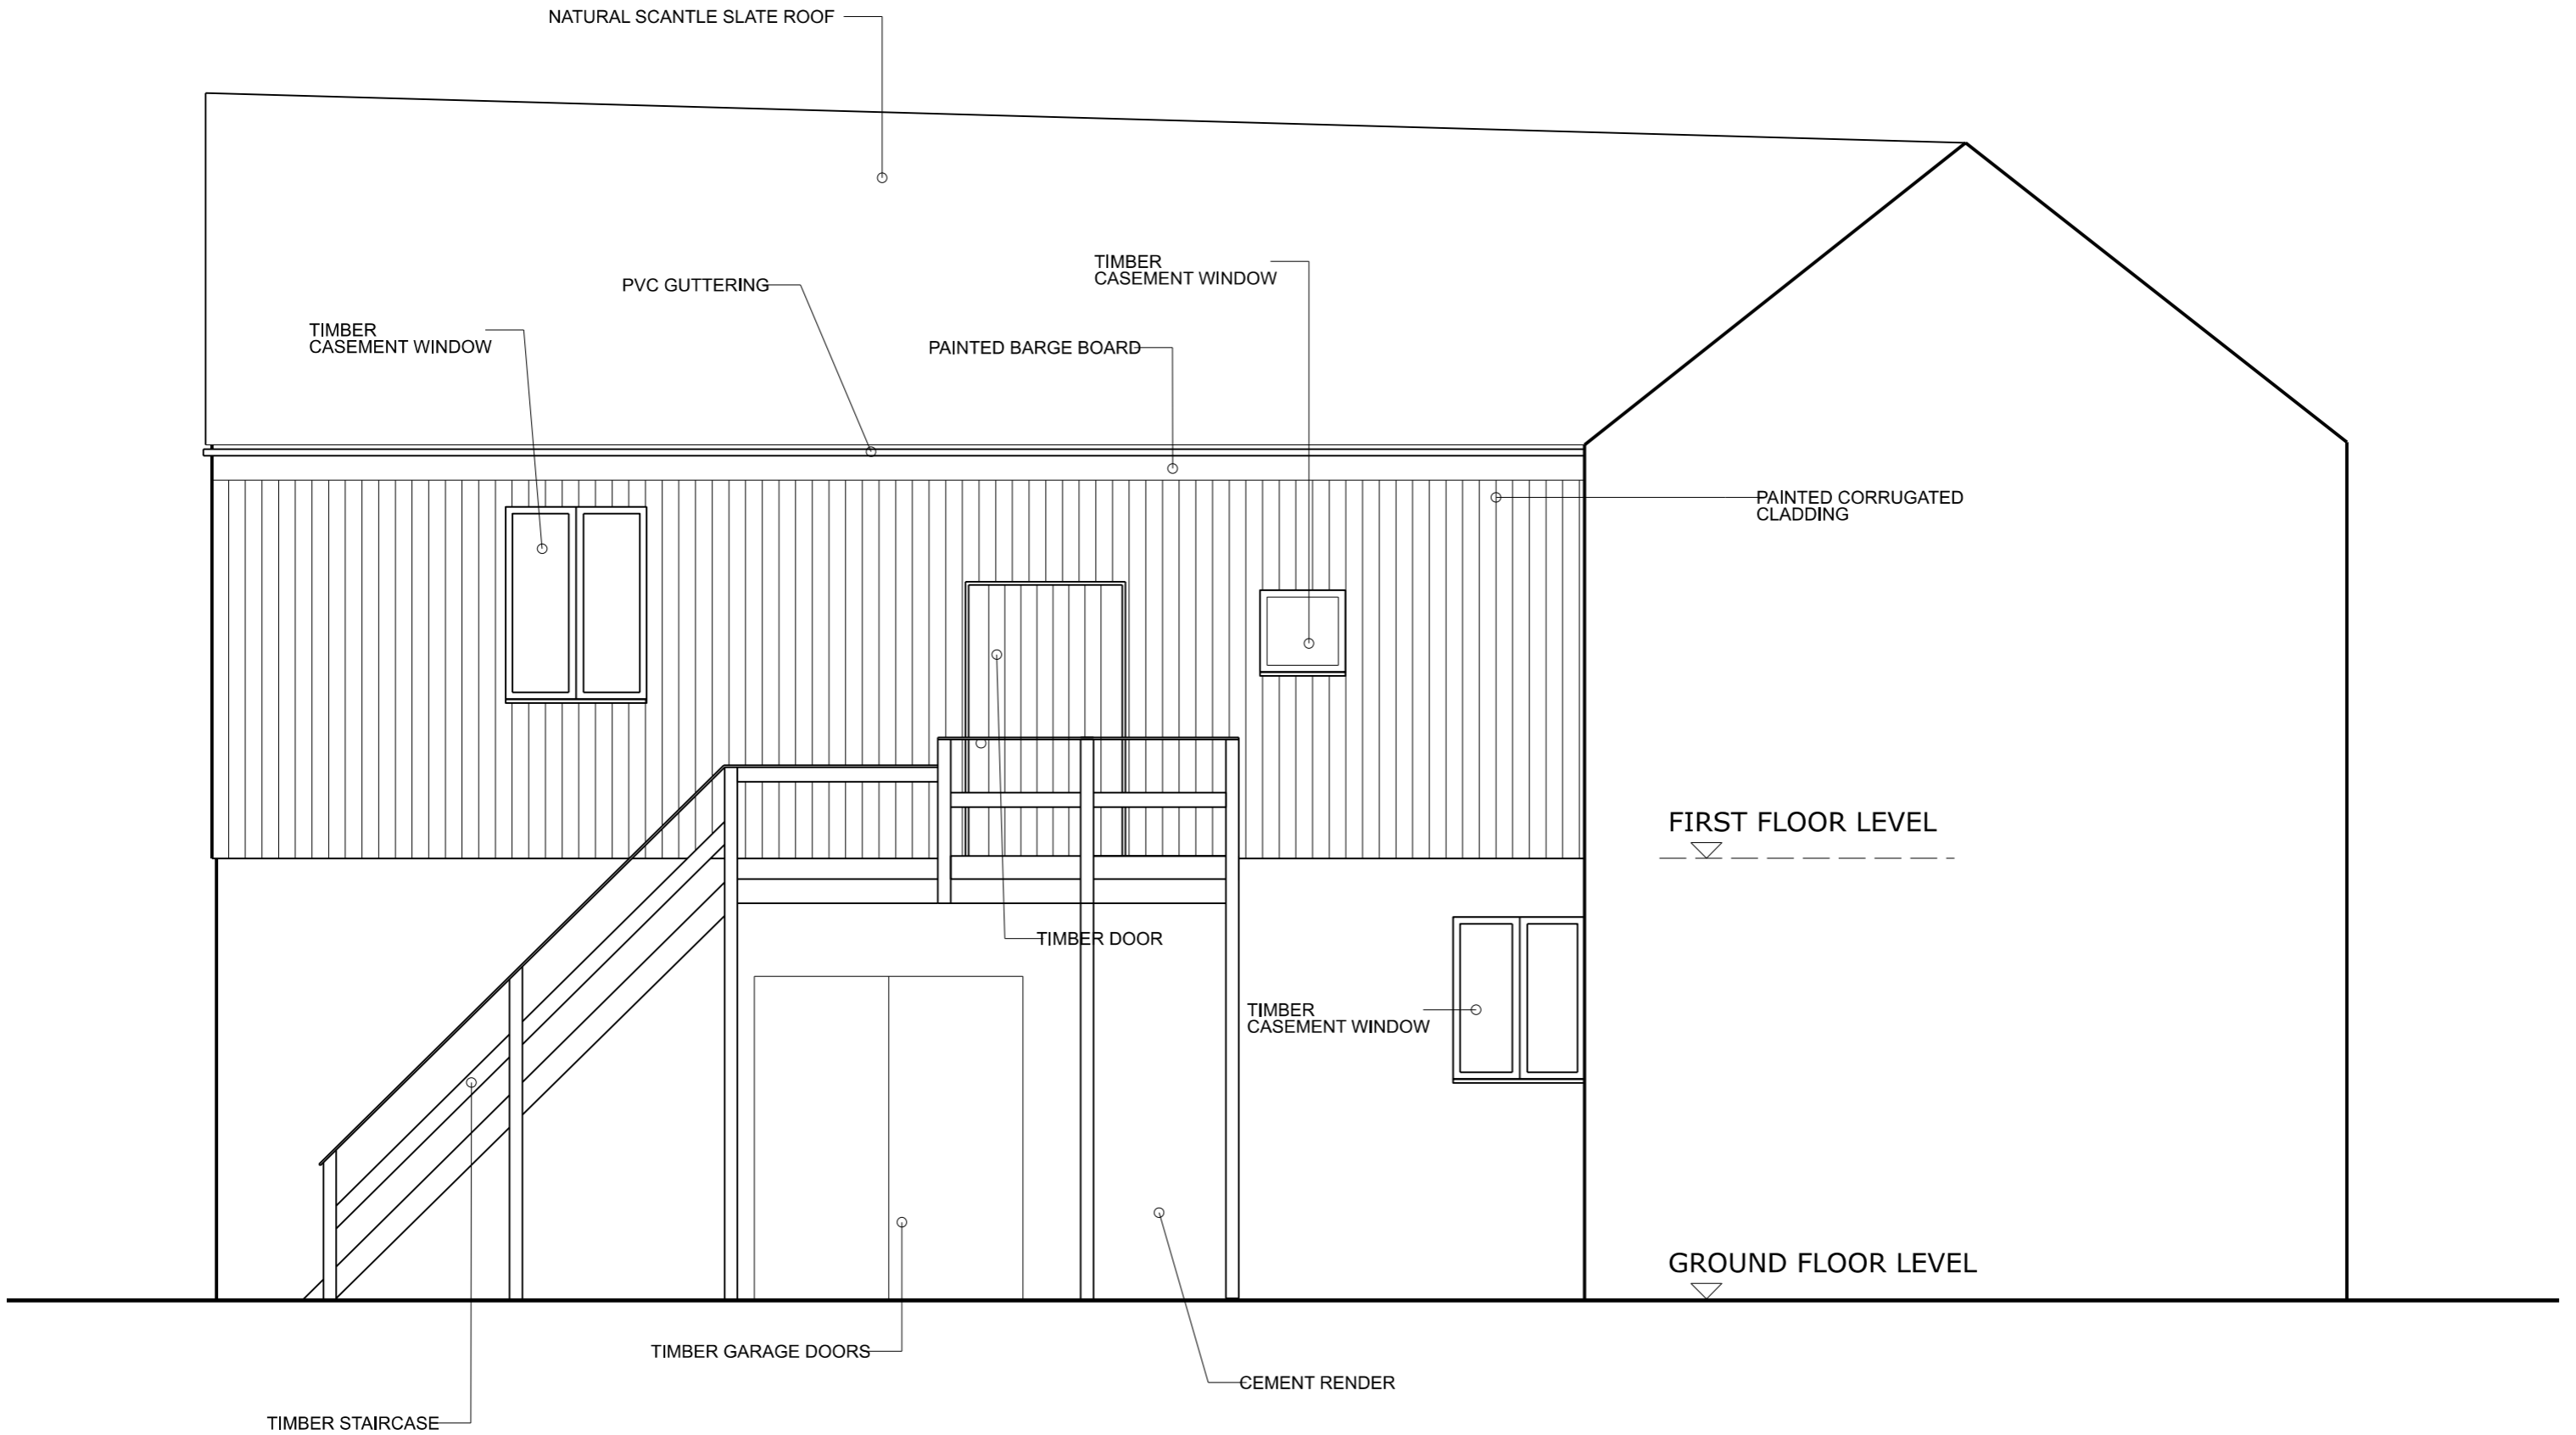 NATURAL SCANTLE SLATE ROOF
TIMBER
CASEMENT WINDOW
PVC GUTTERING
TIMBER
CASEMENT WINDOW
PAINTED BARGE BOARD
PAINTED CORRUGATED
CLADDING
FIRST FLOOR LEVEL
TIMBER DOOR
TIMBER
CASEMENT WINDOW
GROUND FLOOR LEVEL
TIMBER GARAGE DOORS
CEMENT RENDER
TIMBER STAIRCASE